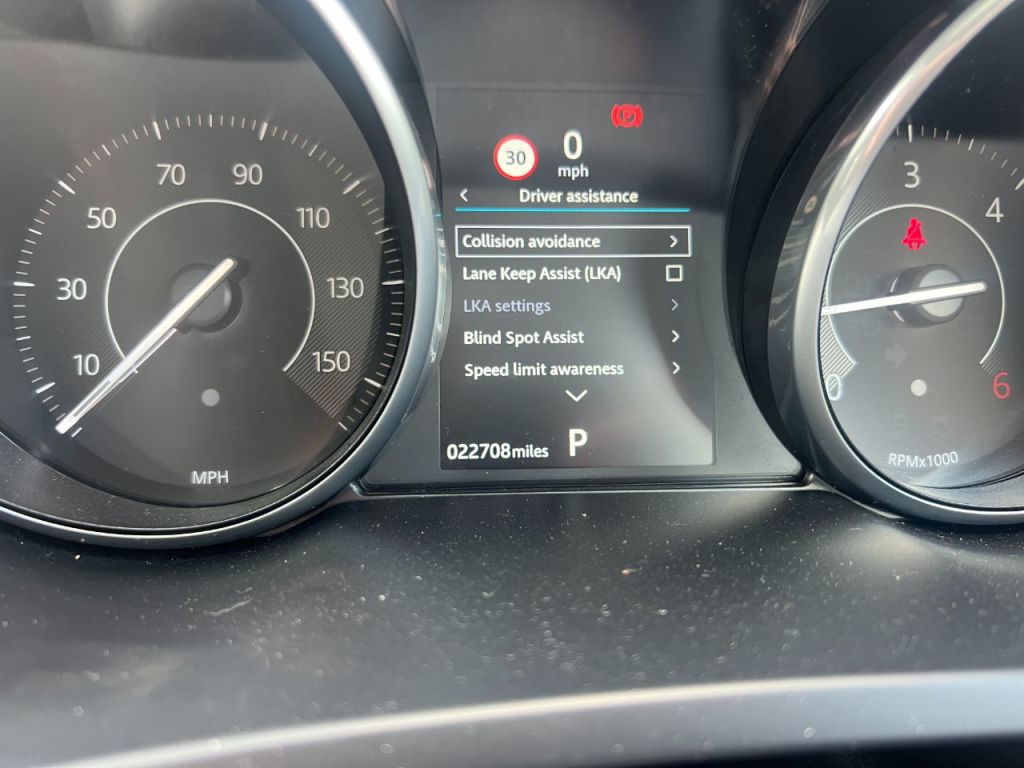 10
30
50
70
90
110
130
150
MPH
P
30
0
mph
Driver assistance
Collision avoidance
Lane Keep Assist (LKA)
LKA settings
Blind Spot Assist
Speed limit awareness
022708miles
P
0
3
4
6
RPMx1000